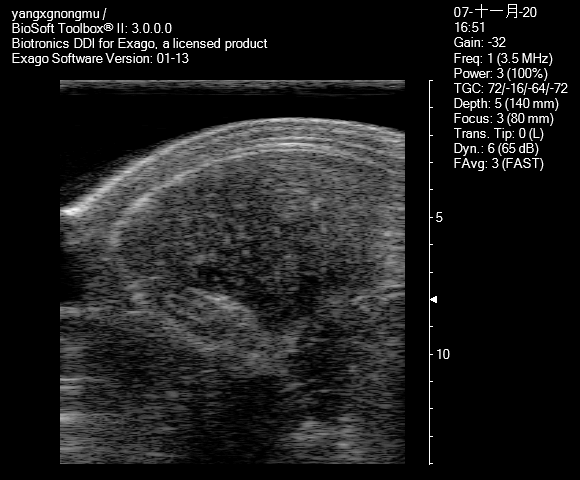 yangxgnongmu /
BioSoft Toolbox® II: 3.0.0.0
Biotronics DDI for Exago, a licensed product
Exago Software Version: 01-13
07-十一月-20
16:51
Gain: -32
Freq: 1 (3.5 MHz)
Power: 3 (100%)
TGC: 72/-16/-64/-72
Depth: 5 (140 mm)
Focus: 3 (80 mm)
Trans. Tip: 0 (L)
Dyn.: 6 (65 dB)
FAvg: 3 (FAST)
5
10